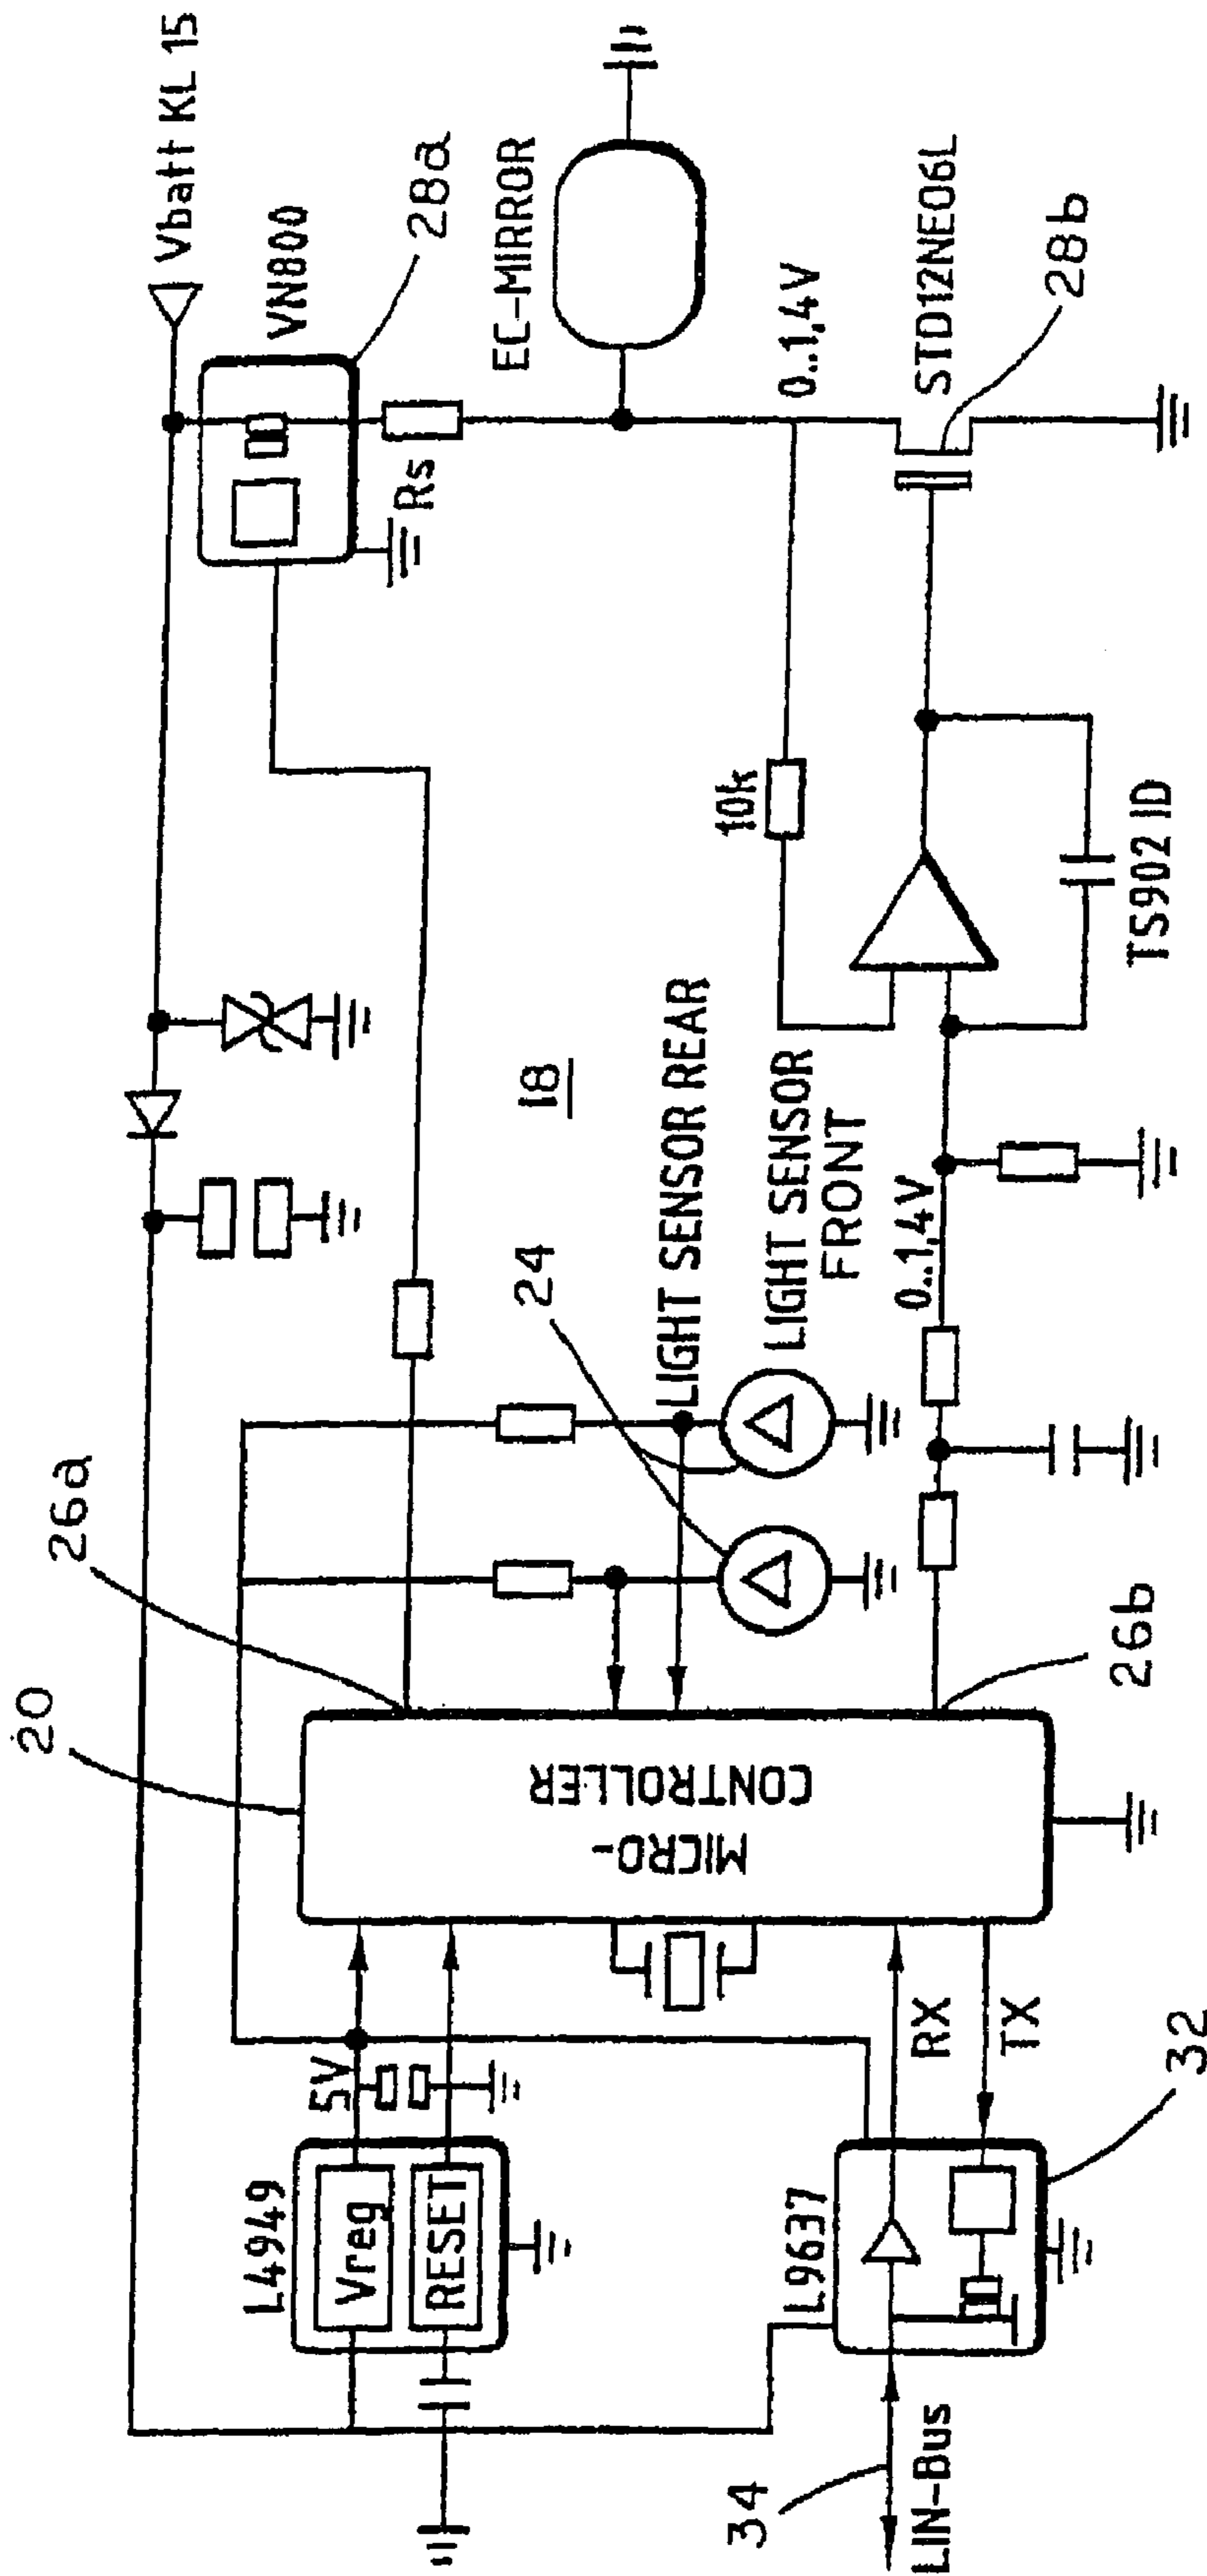 Vbatt KL 15
VN800
28a
Rs
EC-MIRROR
0..1,4V
STD12NE06L
28b
10k
TS902 ID
18
LIGHT SENSOR REAR
LIGHT SENSOR
FRONT
24
0..1,4V
26a
26b
20
MICRO-
CONTROLLER
5V
L4949
Vreg
RESET
RX
TX
L9637
32
34
LIN-Bus